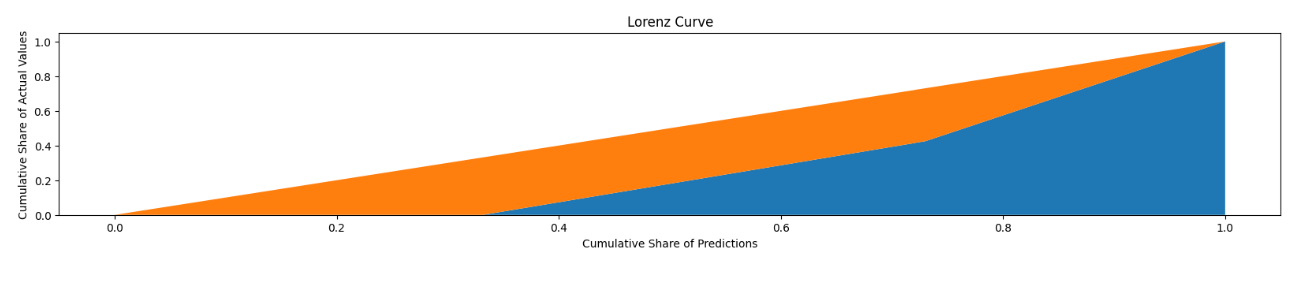 Lorenz Curve
Cumulative Share of Actual Values
1.0
0.8
0.6
0.4
0.2
0.0
0.0 0.2 0.4 0.6 0.8 1.0
Cumulative Share of Predictions